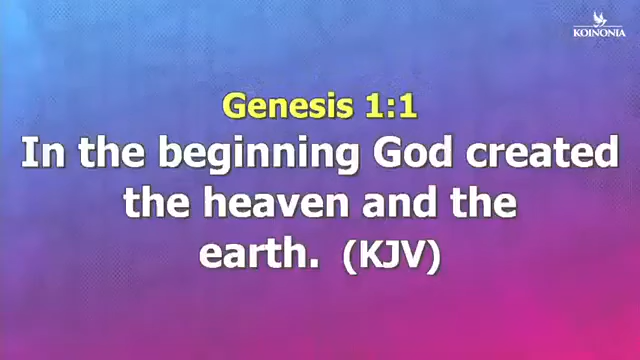 KOINONIA
Genesis 1:1
In the beginning God created
the heaven and the
earth. (KJV)